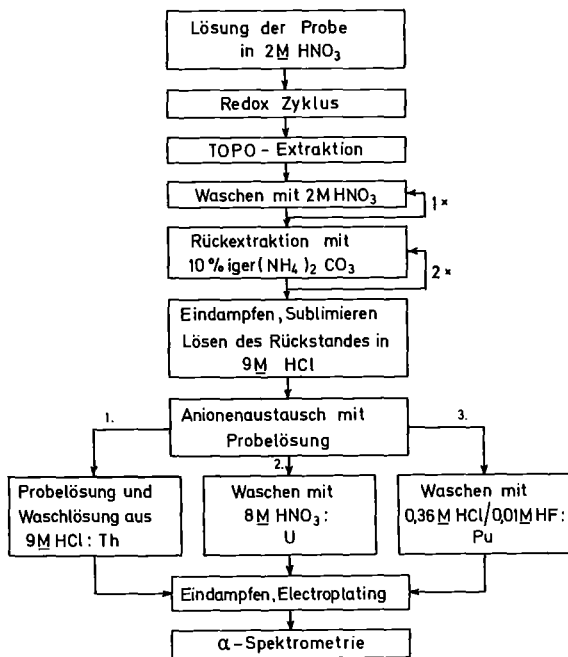 Lösung der Probe
in 2M HNO₃
Redox Zyklus
TOPO - Extraktion
Waschen mit 2M HNO₃
1×
Rückextraktion mit
10%iger(NH₄)₂ CO₃
2×
Eindampfen, Sublimieren
Lösen des Rückstandes in
9M HCl
Anionenaustausch mit
Probelösung
1.
2.
3.
Probelösung und
Waschlösung aus
9M HCl: Th
Waschen mit
8M HNO₃:
U
Waschen mit
0,36M HCl/0,01M HF:
Pu
Eindampfen, Electroplating
α-Spektrometrie